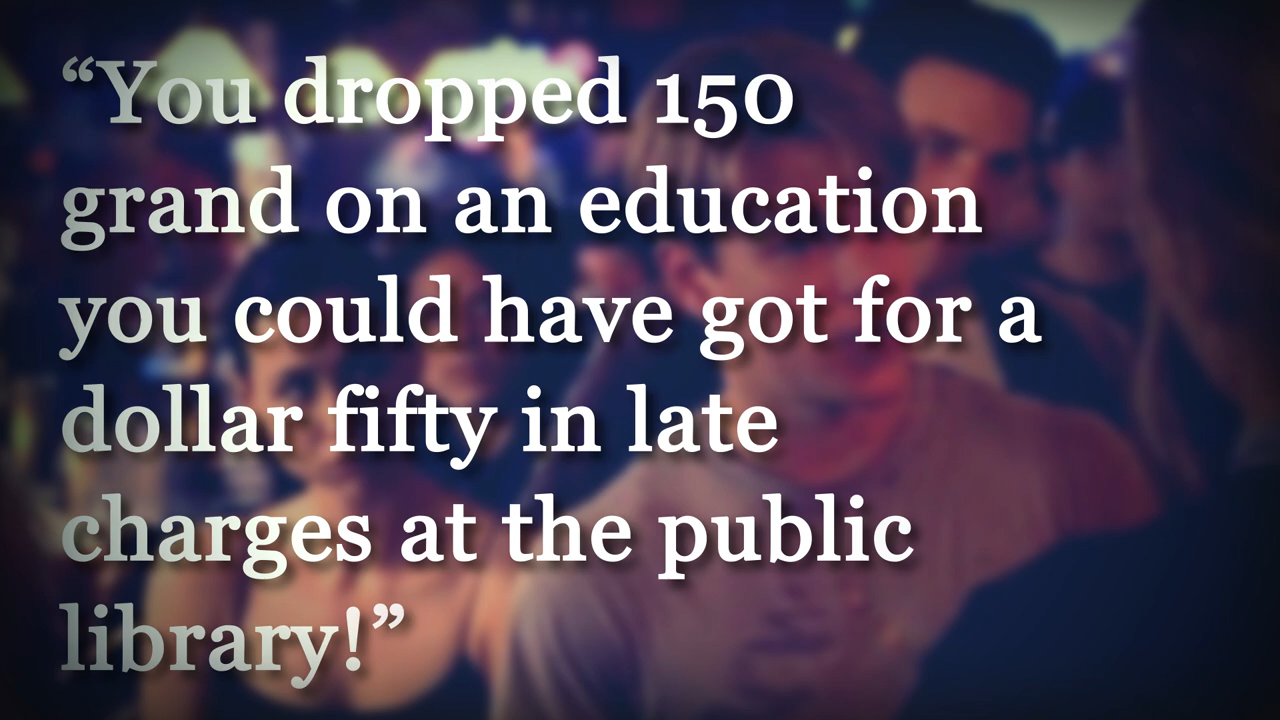 “You dropped 150
grand on an education
you could have got for a
dollar fifty in late
charges at the public
library!”